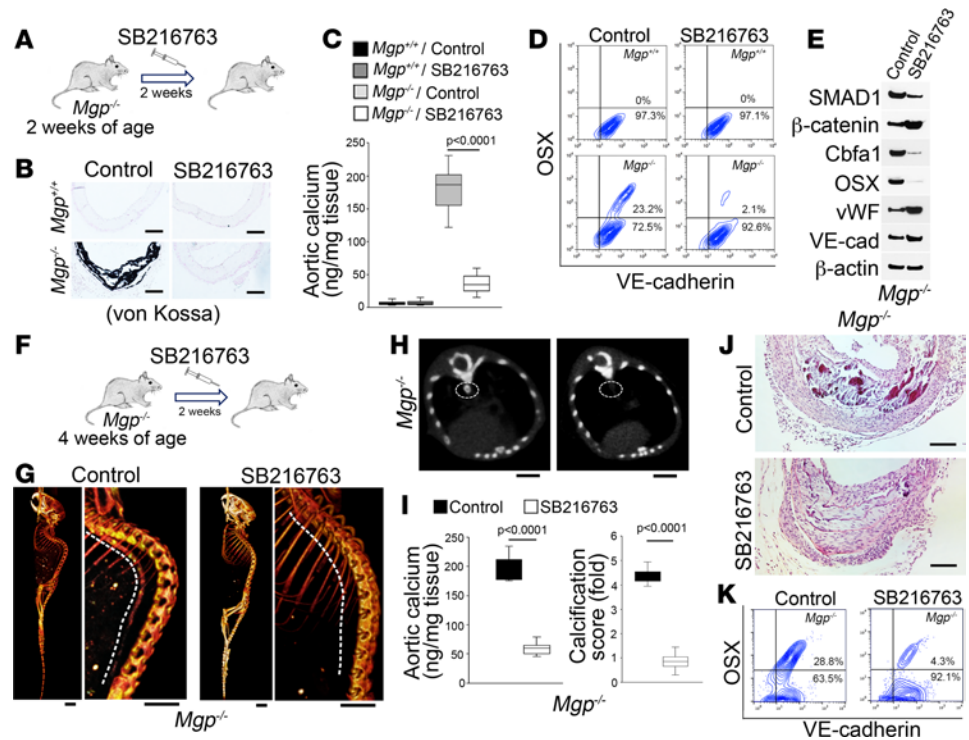 A
SB216763
2 weeks
Mgp-/-
2 weeks of age
B
Control
SB216763
Mgp+/+
Mgp-/-
(von Kossa)
C
Mgp+/+ / Control
Mgp+/+ / SB216763
Mgp-/- / Control
Mgp-/- / SB216763
p<0.0001
Aortic calcium
(ng/mg tissue)
250
200
150
100
50
0
D
Control
SB216763
Mgp+/+
Mgp+/+
0%
97.3%
0%
97.1%
Mgp-/-
Mgp-/-
23.2%
72.5%
2.1%
92.6%
OSX
VE-cadherin
E
Control
SB216763
SMAD1
β-catenin
Cbfa1
OSX
vWF
VE-cad
β-actin
Mgp-/-
F
SB216763
2 weeks
Mgp-/-
4 weeks of age
G
Control
SB216763
Mgp-/-
H
Mgp-/-
I
Control
SB216763
p<0.0001
Aortic calcium
(ng/mg tissue)
250
200
150
100
50
0
p<0.0001
Calcification
score (fold)
6
5
4
3
2
1
0
Mgp-/-
J
Mgp-/-
Control
SB216763
K
Control
SB216763
Mgp-/-
Mgp-/-
28.8%
63.5%
4.3%
92.1%
OSX
VE-cadherin